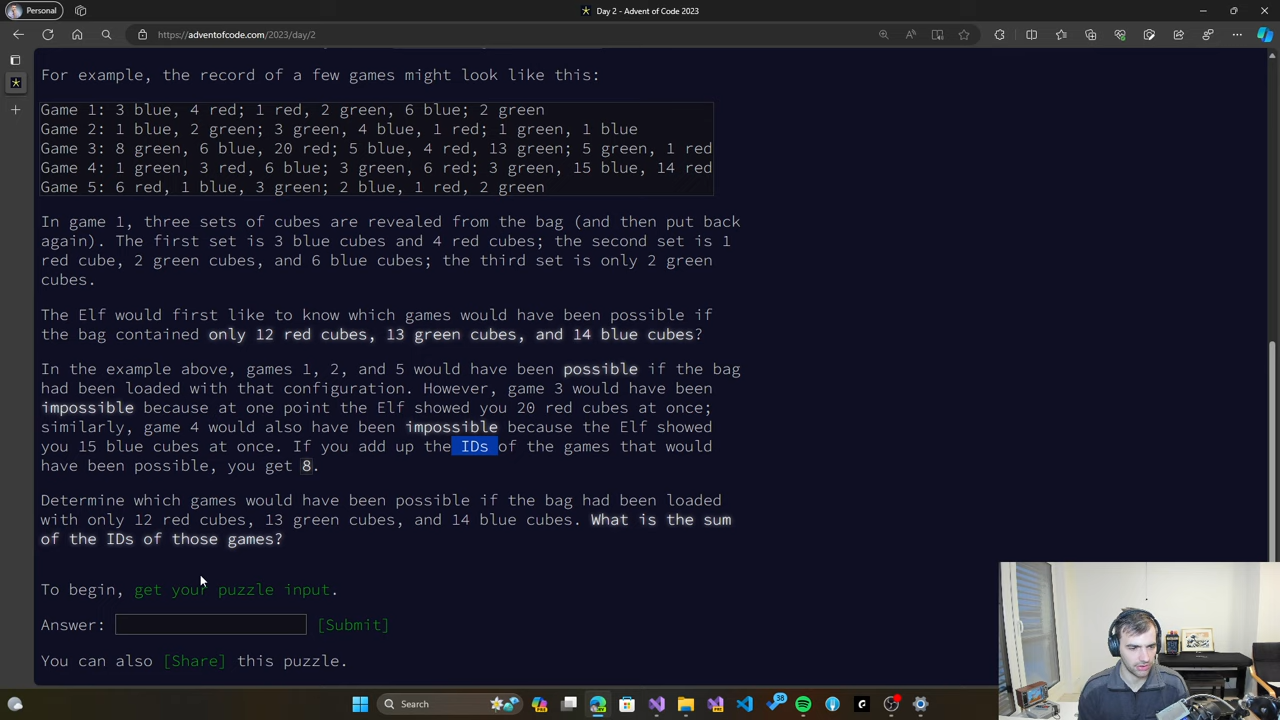 Personal
Day 2 - Advent of Code 2023
https://adventofcode.com/2023/day/2
For example, the record of a few games might look like this:
Game 1: 3 blue, 4 red; 1 red, 2 green, 6 blue; 2 green
Game 2: 1 blue, 2 green; 3 green, 4 blue, 1 red; 1 green, 1 blue
Game 3: 8 green, 6 blue, 20 red; 5 blue, 4 red, 13 green; 5 green, 1 red
Game 4: 1 green, 3 red, 6 blue; 3 green, 6 red; 3 green, 15 blue, 14 red
Game 5: 6 red, 1 blue, 3 green; 2 blue, 1 red, 2 green
In game 1, three sets of cubes are revealed from the bag (and then put back
again). The first set is 3 blue cubes and 4 red cubes; the second set is 1
red cube, 2 green cubes, and 6 blue cubes; the third set is only 2 green
cubes.
The Elf would first like to know which games would have been possible if
the bag contained only 12 red cubes, 13 green cubes, and 14 blue cubes?
In the example above, games 1, 2, and 5 would have been possible if the bag
had been loaded with that configuration. However, game 3 would have been
impossible because at one point the Elf showed you 20 red cubes at once;
similarly, game 4 would also have been impossible because the Elf showed
you 15 blue cubes at once. If you add up the IDs of the games that would
have been possible, you get 8.
Determine which games would have been possible if the bag had been loaded
with only 12 red cubes, 13 green cubes, and 14 blue cubes. What is the sum
of the IDs of those games?
To begin, get your puzzle input.
Answer: [Submit]
You can also [Share] this puzzle.
Search
38